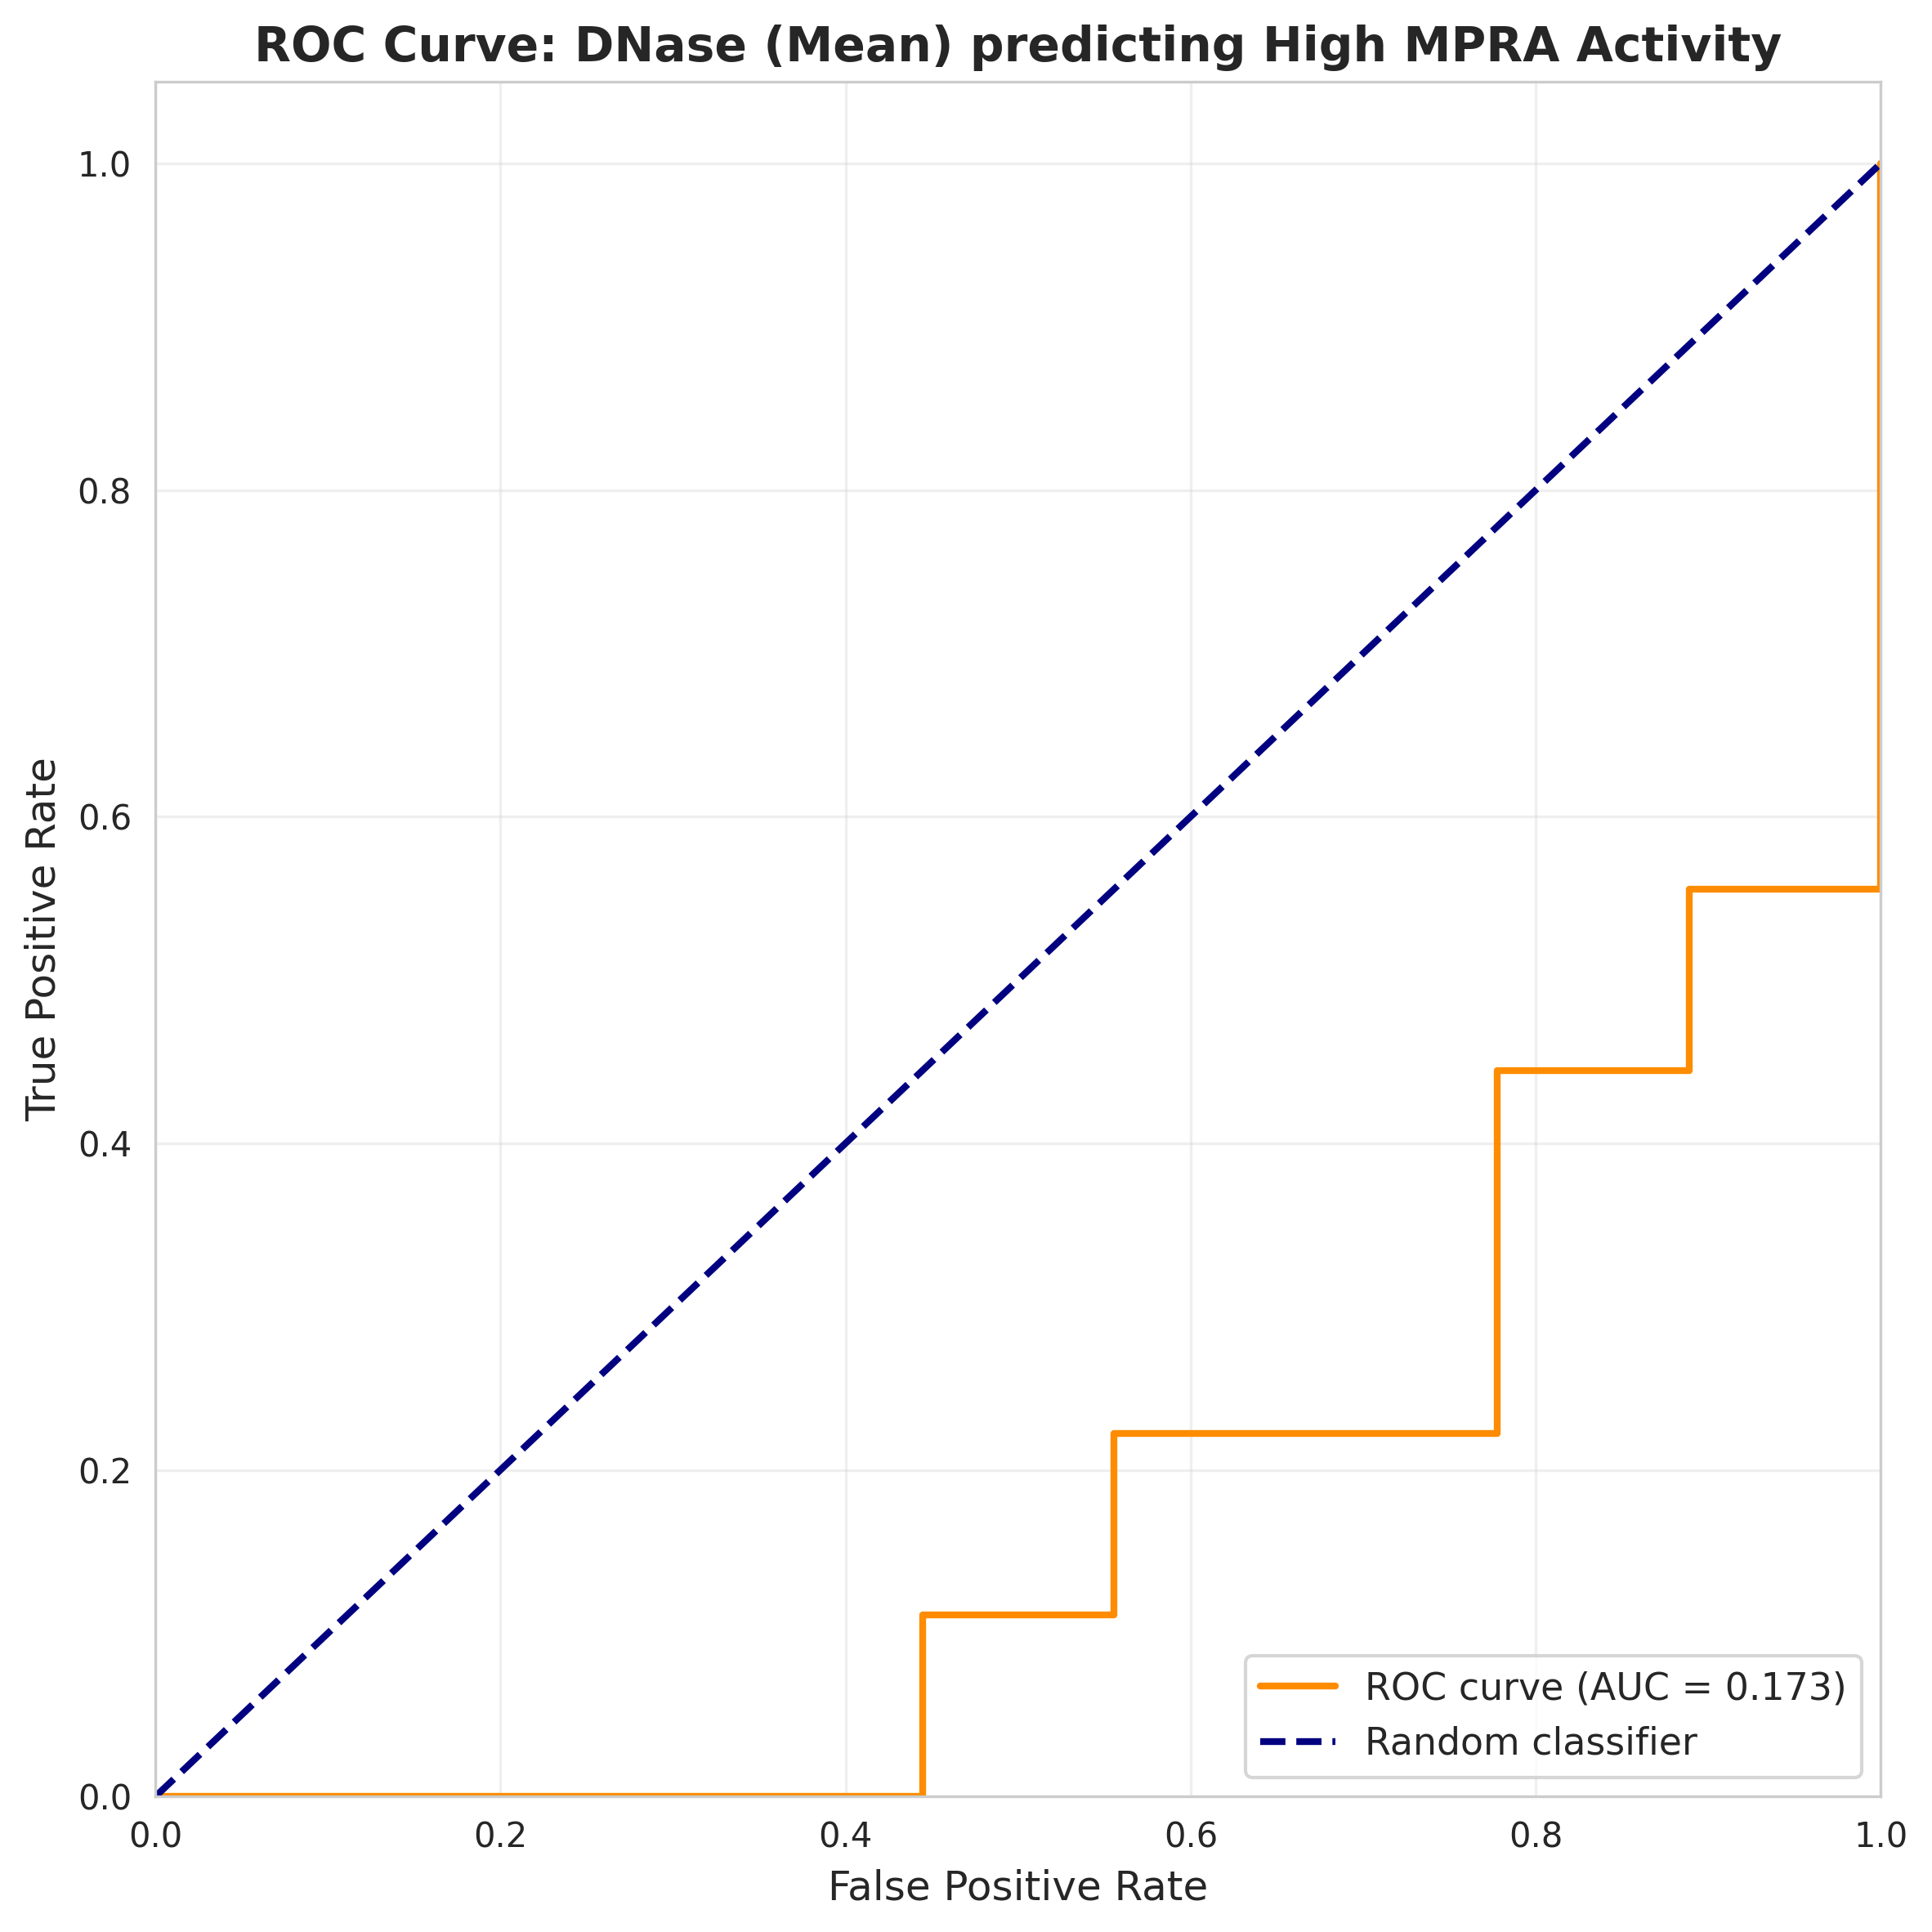 ROC Curve: DNase (Mean) predicting High MPRA Activity
True Positive Rate
1.0
0.8
0.6
0.4
0.2
0.0
0.0 0.2 0.4 0.6 0.8 1.0
False Positive Rate
ROC curve (AUC = 0.173)
Random classifier